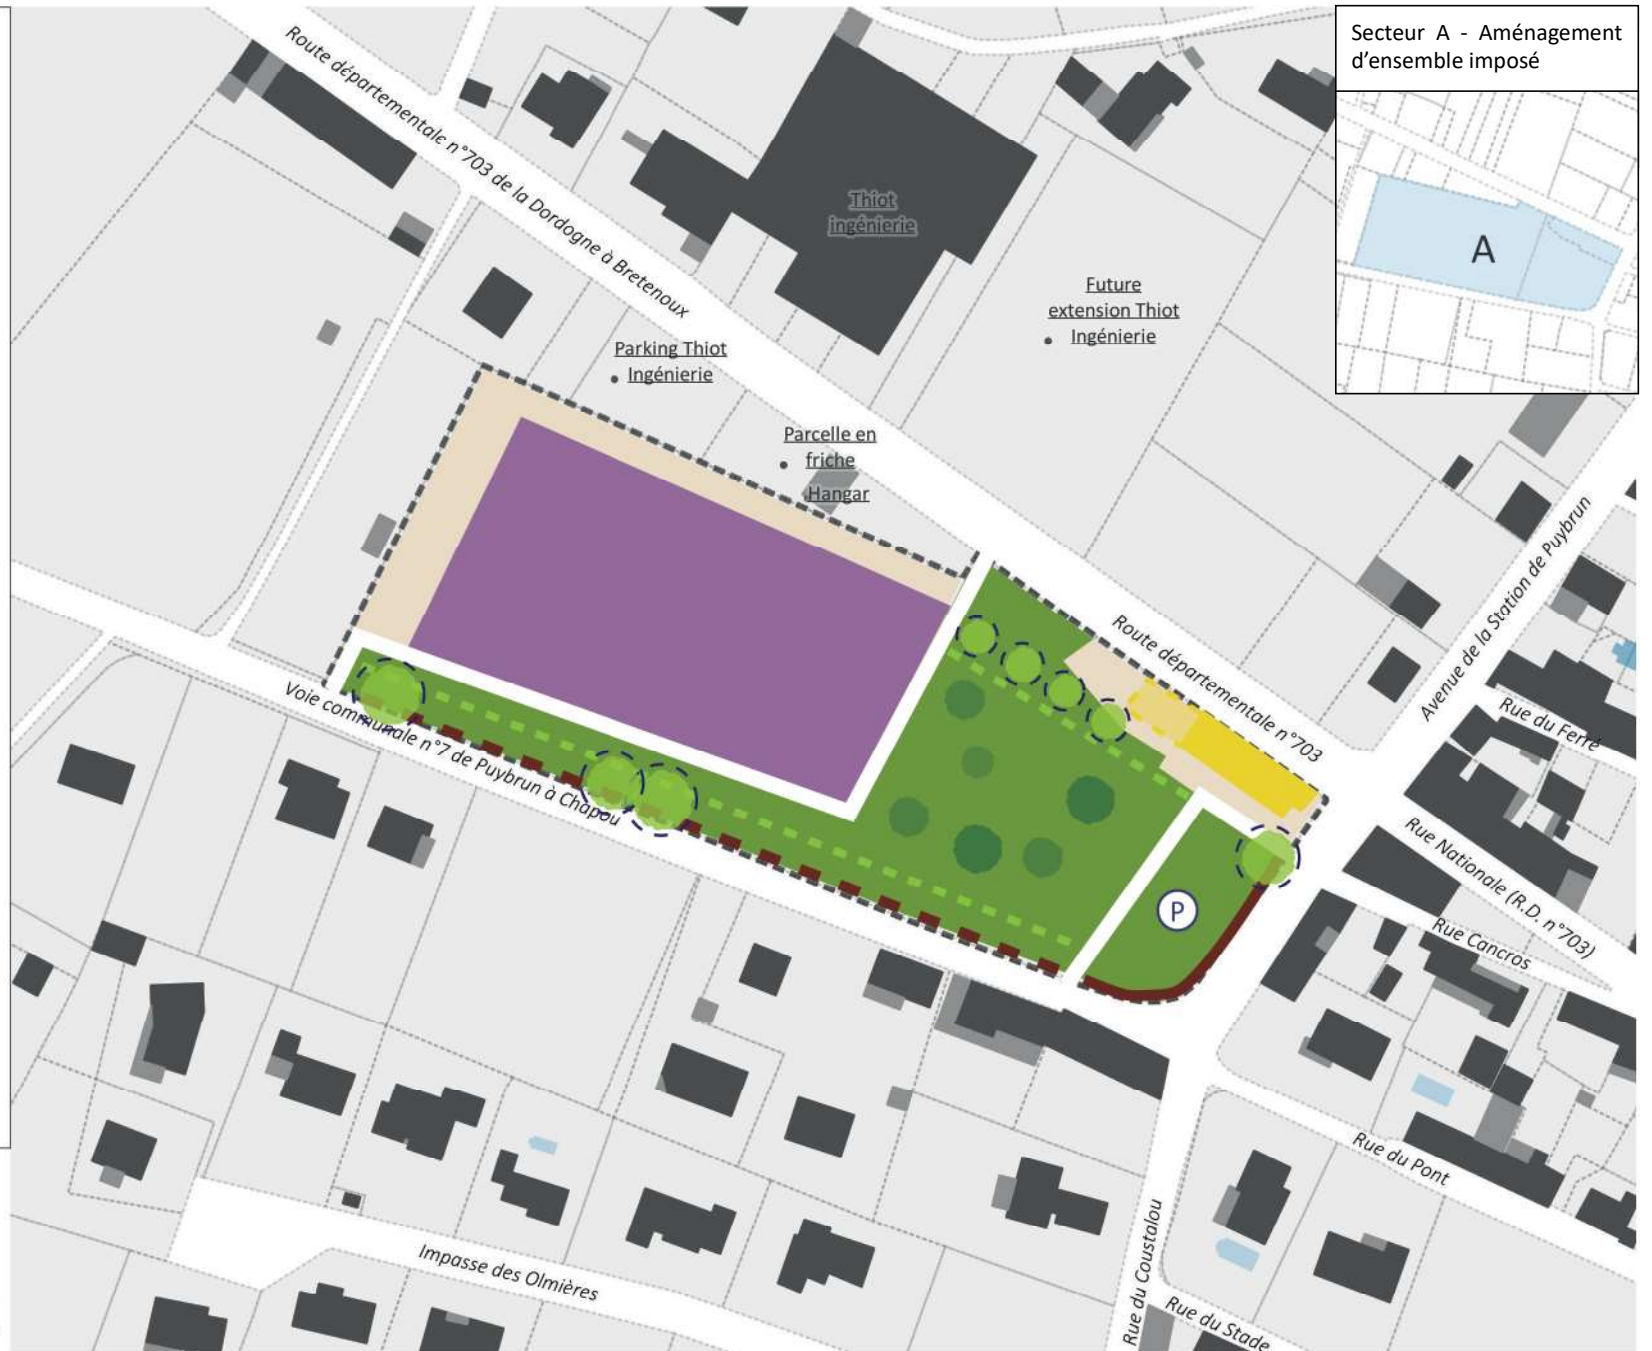 Secteur A - Aménagement
d'ensemble imposé
A
Route départementale n°703 de la Dordogne à Bretenoux
Thiot
ingénierie
Future
extension Thiot
Ingénierie
Parking Thiot
Ingénierie
Parcelle en
friche
Hangar
Route départementale n°703
Avenue de la Station de Puybrun
Rue du Ferré
Voie communale n°7 de Puybrun à Chapou
P
Rue Nationale (R.D. n°703)
Rue Cancros
Rue du Pont
Impasse des Olmières
Rue du Coustalou
Rue du Stade